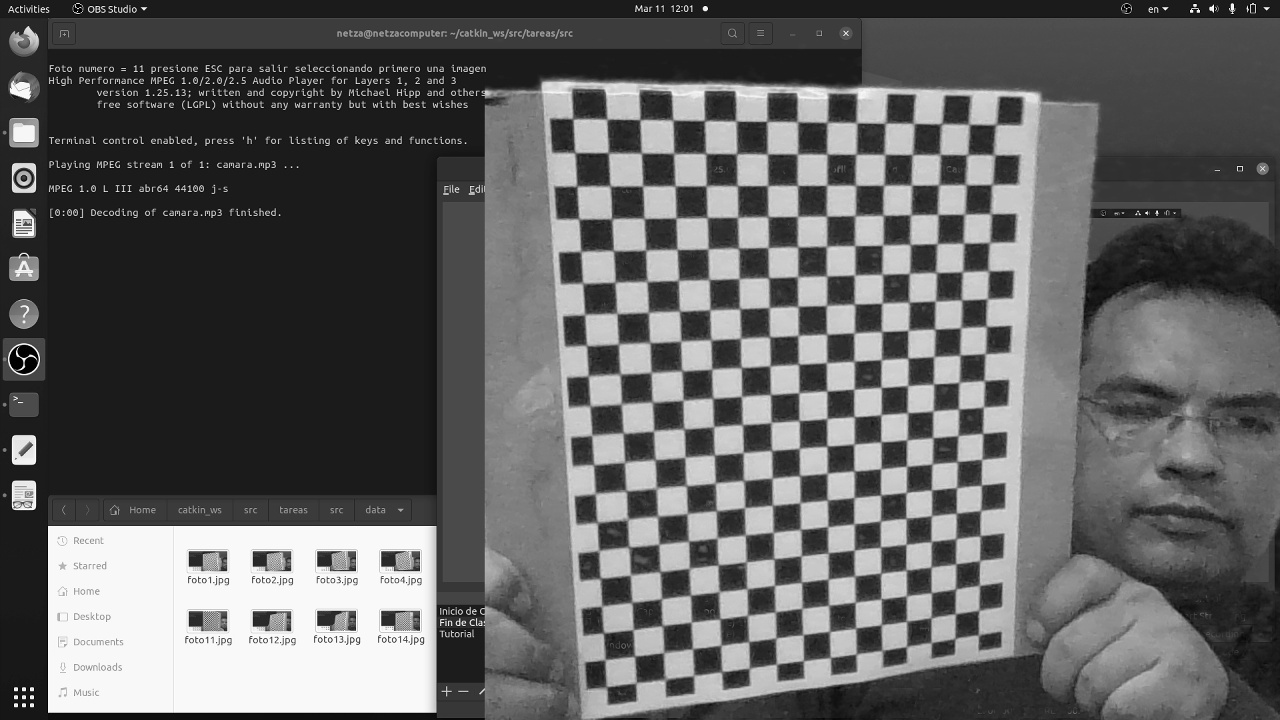 Activities
OBS Studio
Mar 11 12:01
en
netza@netzacomputer: ~/catkin_ws/src/tareas/src
Foto numero = 11 presione ESC para salir seleccionando primero una imagen
High Performance MPEG 1.0/2.0/2.5 Audio Player for Layers 1, 2 and 3
version 1.25.13; written and copyright by Michael Hipp and others
free software (LGPL) without any warranty but with best wishes
Terminal control enabled, press 'h' for listing of keys and functions.
Playing MPEG stream 1 of 1: camara.mp3 ...
MPEG 1.0 L III abr64 44100 j-s
[0:00] Decoding of camara.mp3 finished.
File
en
Home
catkin_ws
src
tareas
src
data
Recent
Starred
Home
Desktop
Documents
Downloads
Music
foto1.jpg
foto2.jpg
foto3.jpg
foto4.jpg
foto11.jpg
foto12.jpg
foto13.jpg
foto14.jpg
Inicio de C
Fin de Clas
Tutorial